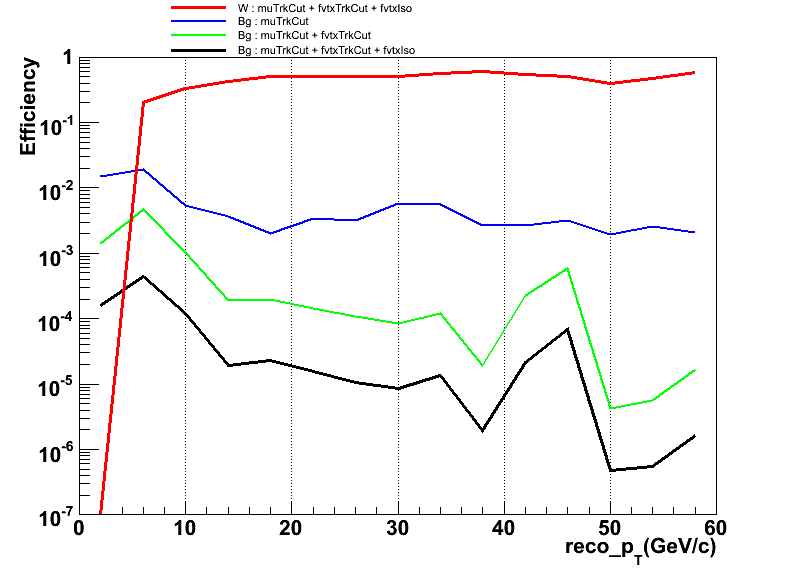 W : muTrkCut + fvtxTrkCut + fvtxIso
Bg : muTrkCut
Bg : muTrkCut + fvtxTrkCut
Bg : muTrkCut + fvtxTrkCut + fvtxIso
Efficiency
1
10^-1
10^-2
10^-3
10^-4
10^-5
10^-6
10^-7
0 10 20 30 40 50 60
reco_p_T(GeV/c)